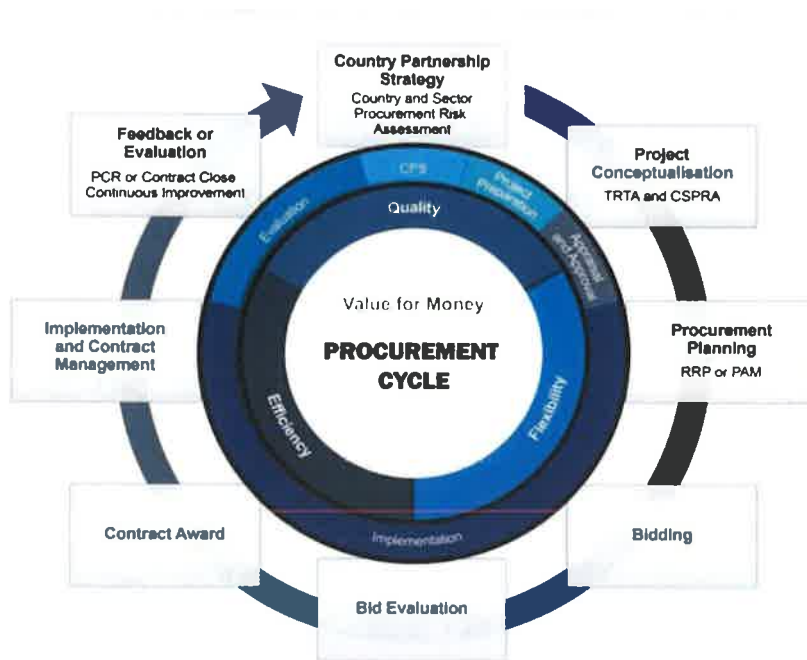 Country Partnership
Strategy
Country and Sector
Procurement Risk
Assessment
Project
Conceptualisation
TRTA and CSPRA
Procurement
Planning
RRP or PAM
Bidding
Bid Evaluation
Contract Award
Implementation
and Contract
Management
Feedback or
Evaluation
PCR or Contract Close
Continuous Improvement
CPS
Project
Preparation
Appraisal
and Approval
Implementation
Evaluation
Quality
Flexibility
Efficiency
Value for Money
PROCUREMENT
CYCLE